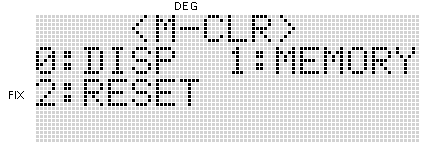 DEG
<M-CLR>
0:DISP 1:MEMORY
FIX 2:RESET